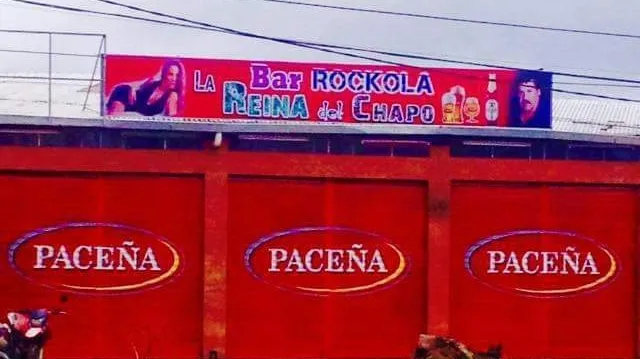 Bar ROCKOLA
LA REINA del CHAPO
PACEÑA PACEÑA PACEÑA